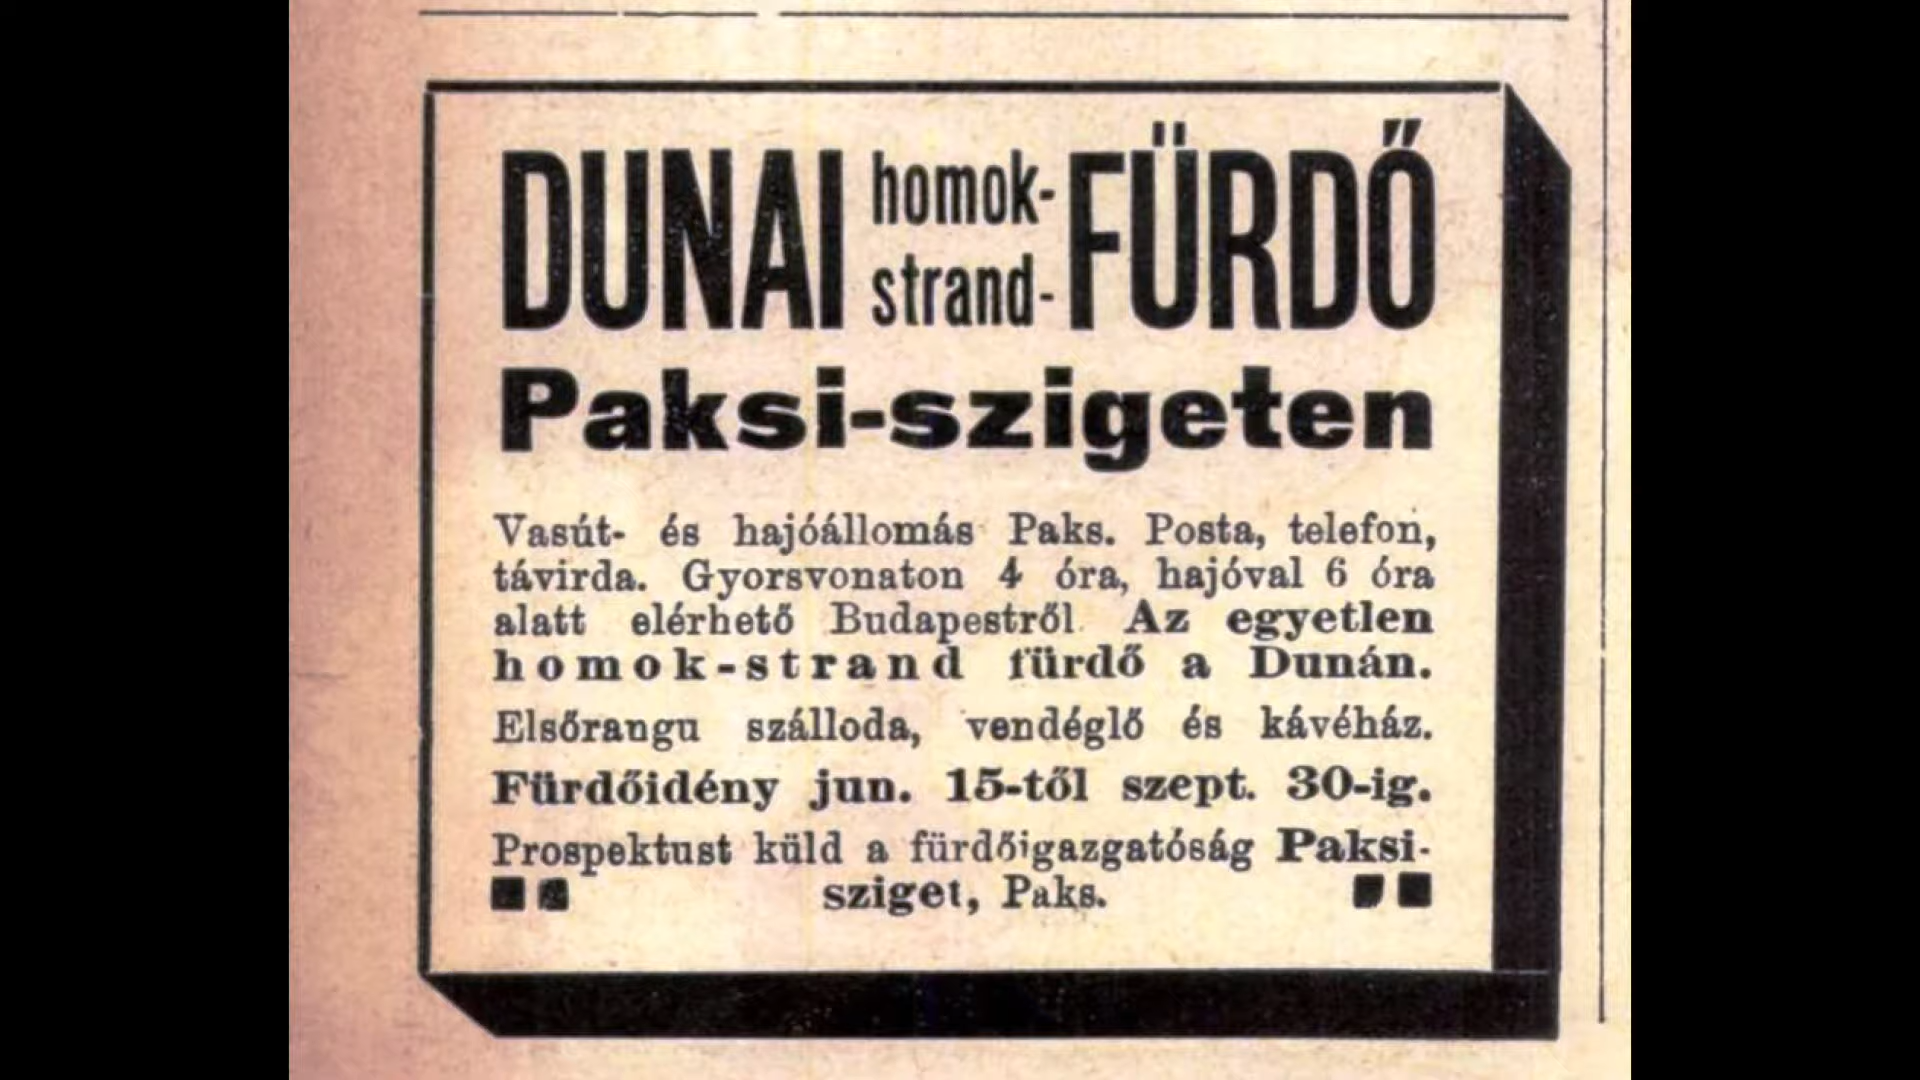 DUNAI homok-strand-FÜRDŐ
Paksi-szigeten
Vasút- és hajóállomás Paks. Posta, telefon,
távirda. Gyorsvonaton 4 óra, hajóval 6 óra
alatt elérhető Budapestről. Az egyetlen
homok-strand fürdő a Dunán.
Elsőrangu szálloda, vendéglő és kávéház.
Fürdőidény jun. 15-től szept. 30-ig.
Prospektust küld a fürdőigazgatóság Paksi-
sziget, Paks.